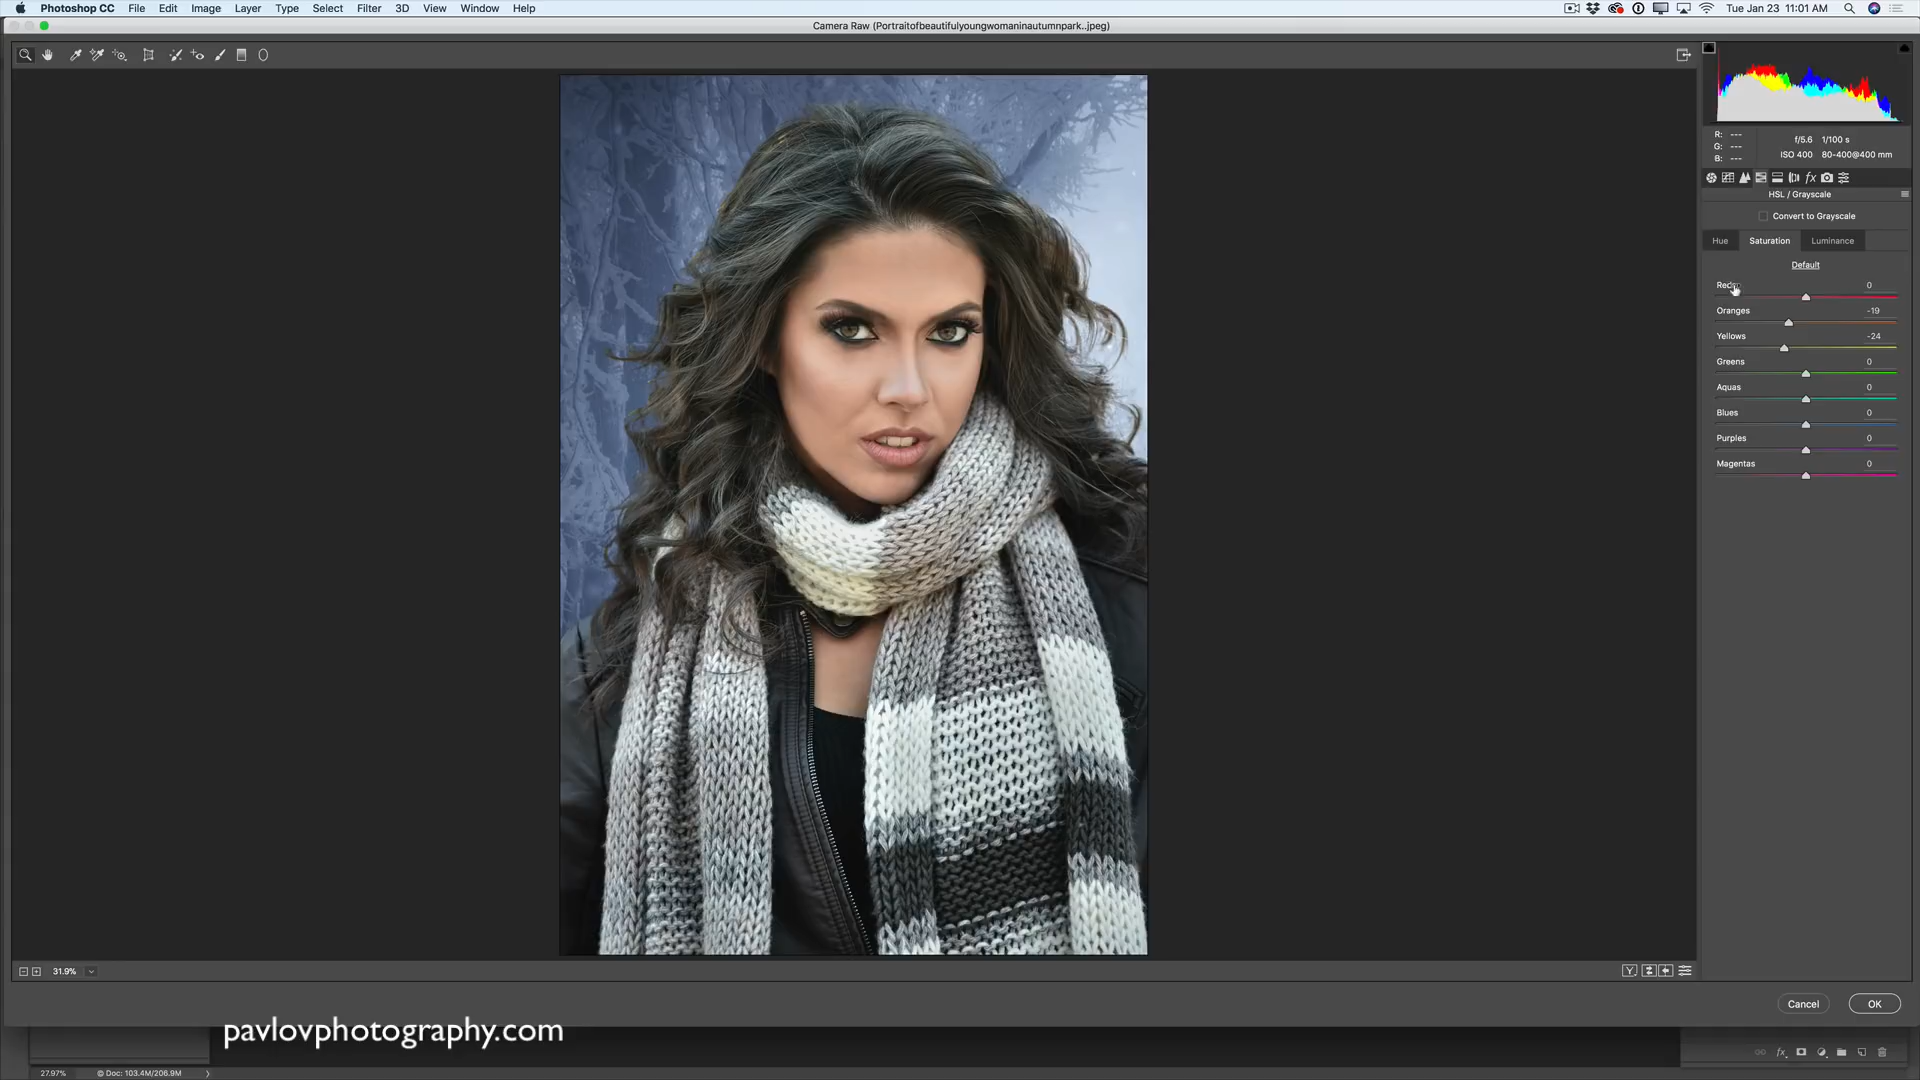 Photoshop CC File Edit Image Layer Type Select Filter 3D View Window Help Tue Jan 23 11:01 AM
Camera Raw (Portraitofbeautifulyoungwomaninautumnpark..jpeg)
R: ---
G: ---
B: ---
f/5.6 1/100 s
ISO 400 80-400@400 mm
HSL / Grayscale
Convert to Grayscale
Hue Saturation Luminance
Default
Reds 0
Oranges -19
Yellows -24
Greens 0
Aquas 0
Blues 0
Purples 0
Magentas 0
31.9%
Y
Cancel OK
pavlovphotography.com
fx
27.97% Doc: 103.4M/206.9M